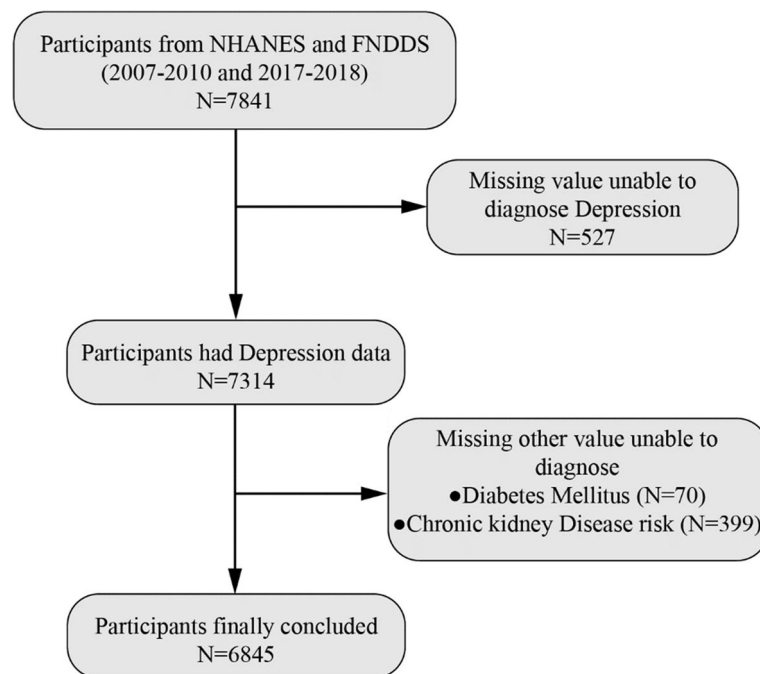 Participants from NHANES and FNDDS
(2007-2010 and 2017-2018)
N=7841
Missing value unable to
diagnose Depression
N=527
Participants had Depression data
N=7314
Missing other value unable to
diagnose
●Diabetes Mellitus (N=70)
●Chronic kidney Disease risk (N=399)
Participants finally concluded
N=6845